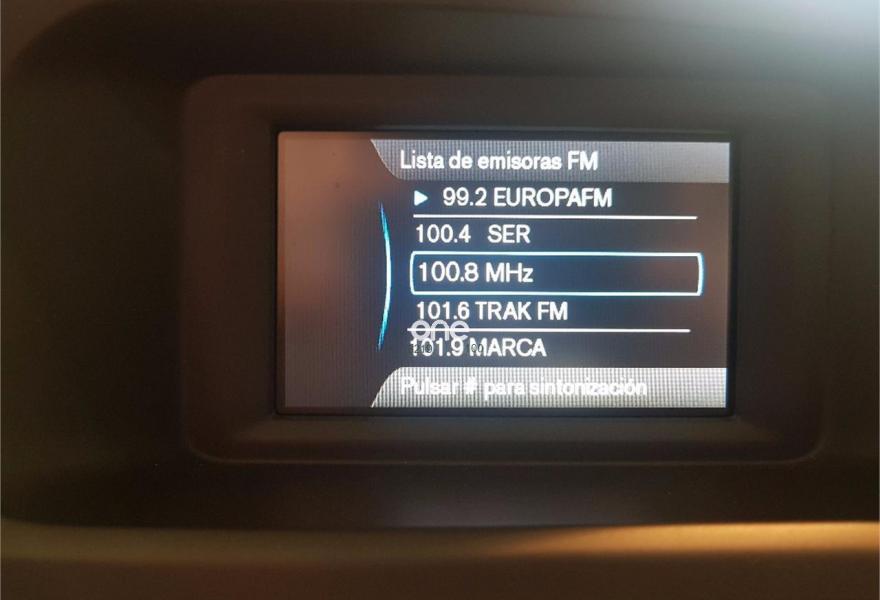 Lista de emisoras FM
99.2 EUROPAFM
100.4 SER
100.8 MHz
101.6 TRAK FM
one
101.9 MARCA
Pulsar # para sintonización